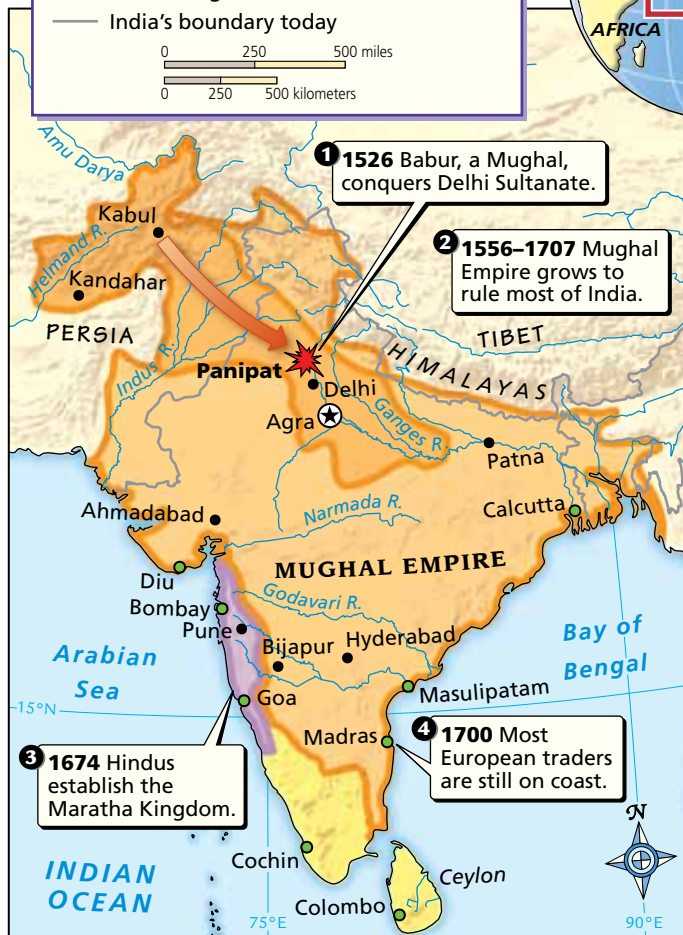 India's boundary today
0 250 500 miles
0 250 500 kilometers
AFRICA
Amu Darya
1 1526 Babur, a Mughal,
conquers Delhi Sultanate.
Kabul
2 1556–1707 Mughal
Empire grows to
rule most of India.
Helmand R.
Kandahar
PERSIA
TIBET
Indus R.
Panipat
HIMALAYAS
Delhi
Agra
Ganges R.
Patna
Ahmadabad
Narmada R.
Calcutta
MUGHAL EMPIRE
Diu
Godavari R.
Bombay
Pune
Bijapur
Hyderabad
Bay of
Bengal
Arabian
Sea
Masulipatam
Goa
15°N
Madras
4 1700 Most
European traders
are still on coast.
3 1674 Hindus
establish the
Maratha Kingdom.
N
Cochin
Ceylon
INDIAN
OCEAN
Colombo
75°E
90°E